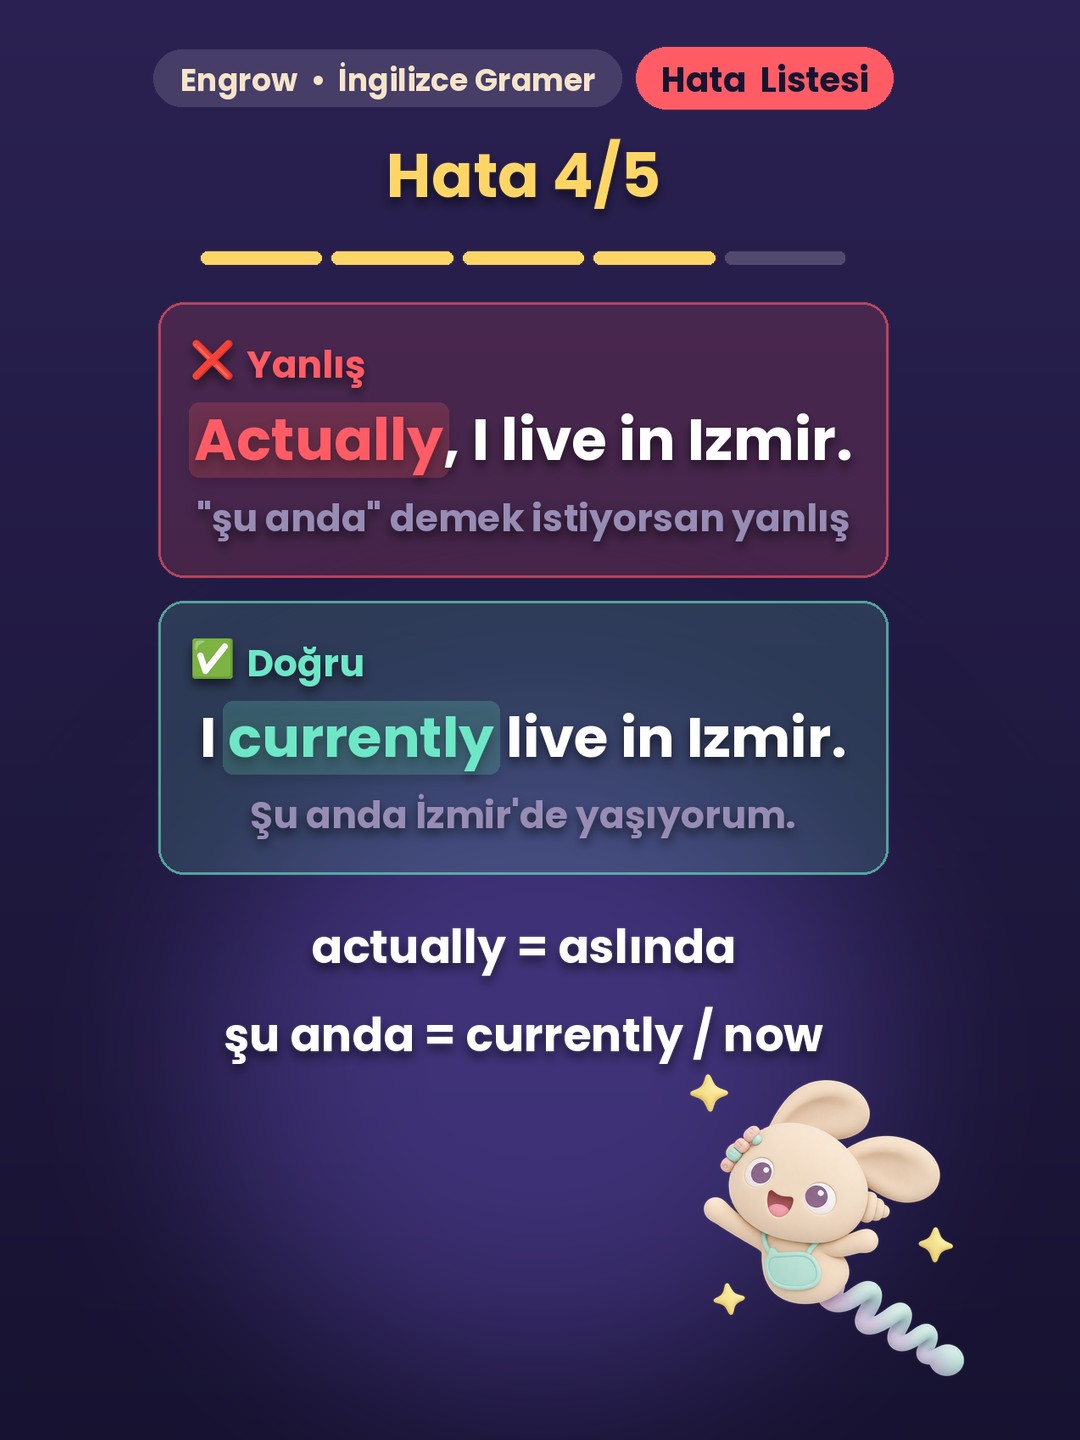 Engrow • İngilizce Gramer
Hata Listesi
Hata 4/5
❌ Yanlış
Actually, I live in Izmir.
"şu anda" demek istiyorsan yanlış
✅ Doğru
I currently live in Izmir.
Şu anda İzmir'de yaşıyorum.
actually = aslında
şu anda = currently / now